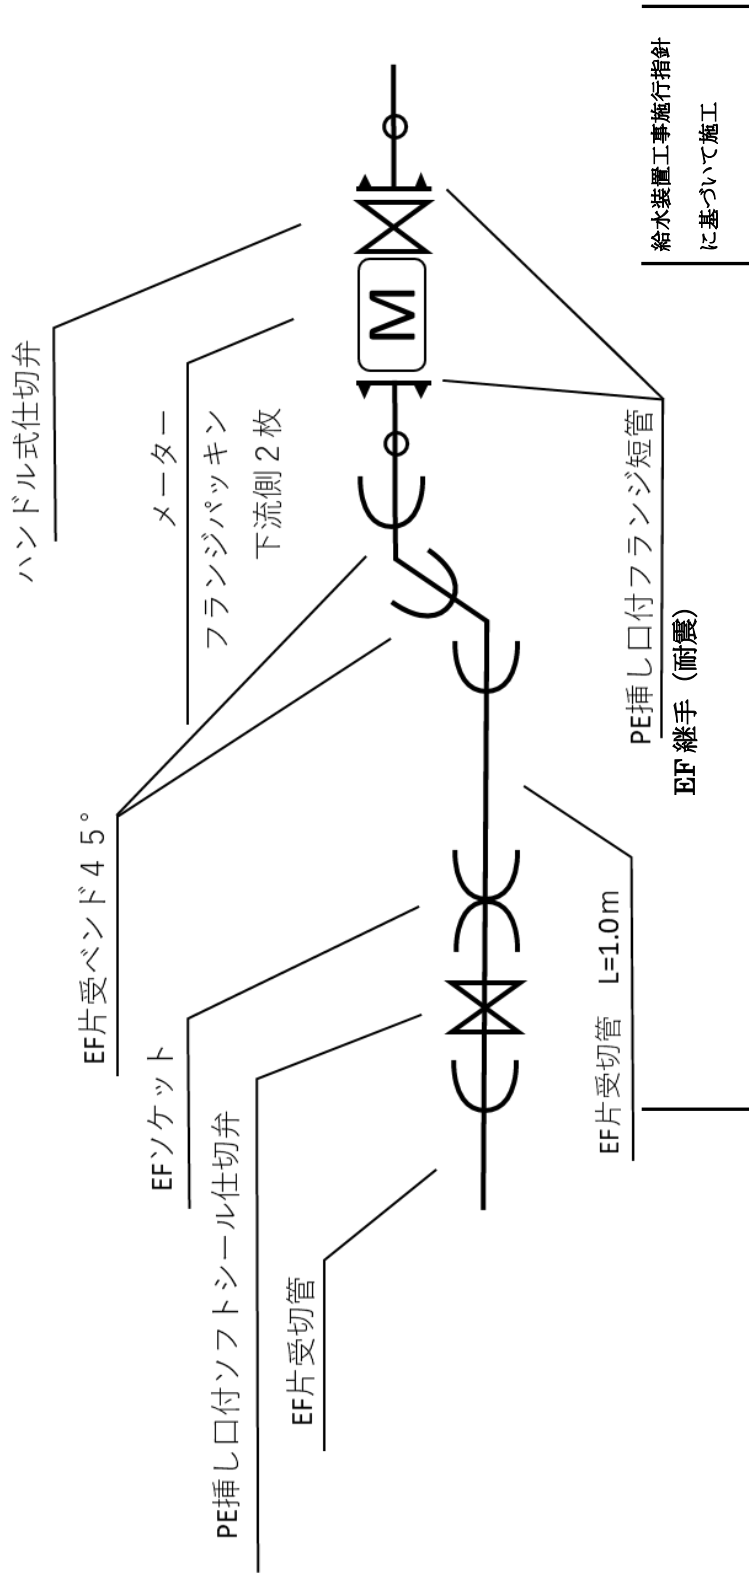 ハンドル式仕切弁
メーター
フランジパッキン
下流側2枚
EF片受ベンド45°
EFソケット
PE挿し口付ソフトシール仕切弁
EF片受切管
M
EF片受切管 L=1.0m
PE挿し口付フランジ短管
EF継手（耐震）
給水装置工事施行指針
に基づいて施工